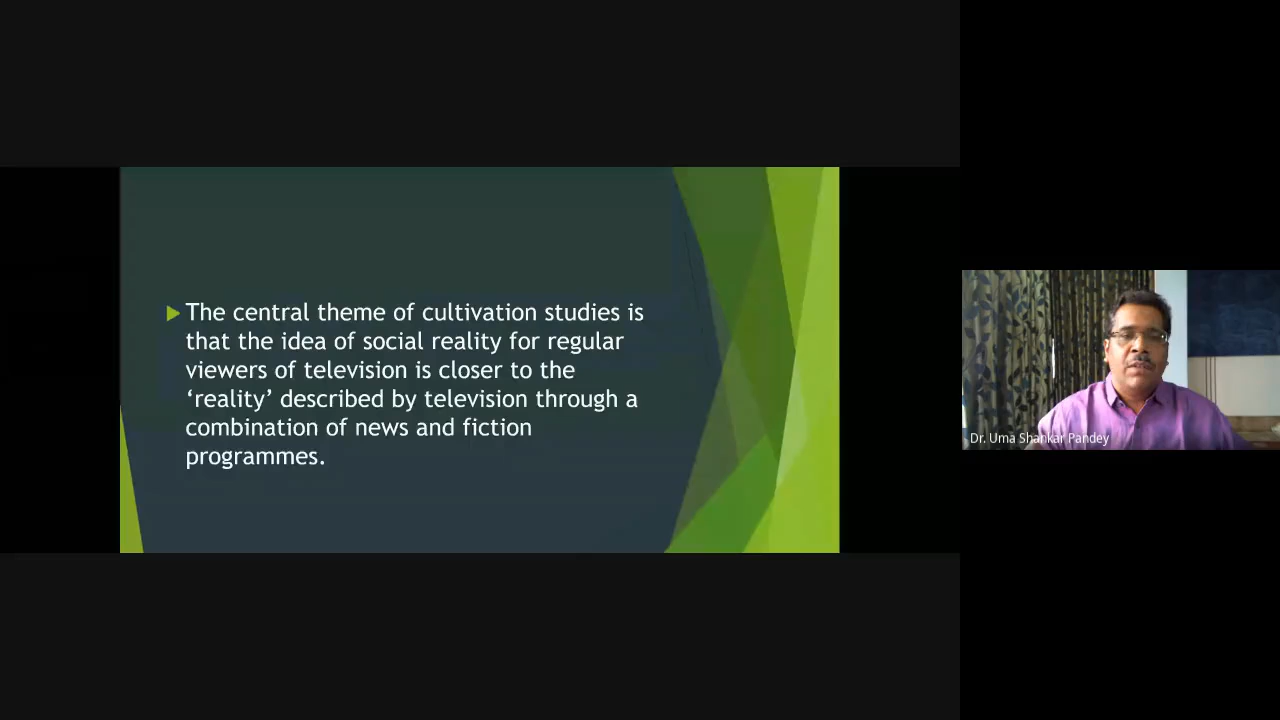 The central theme of cultivation studies is
that the idea of social reality for regular
viewers of television is closer to the
‘reality’ described by television through a
combination of news and fiction
programmes.
Dr. Uma Shankar Pandey